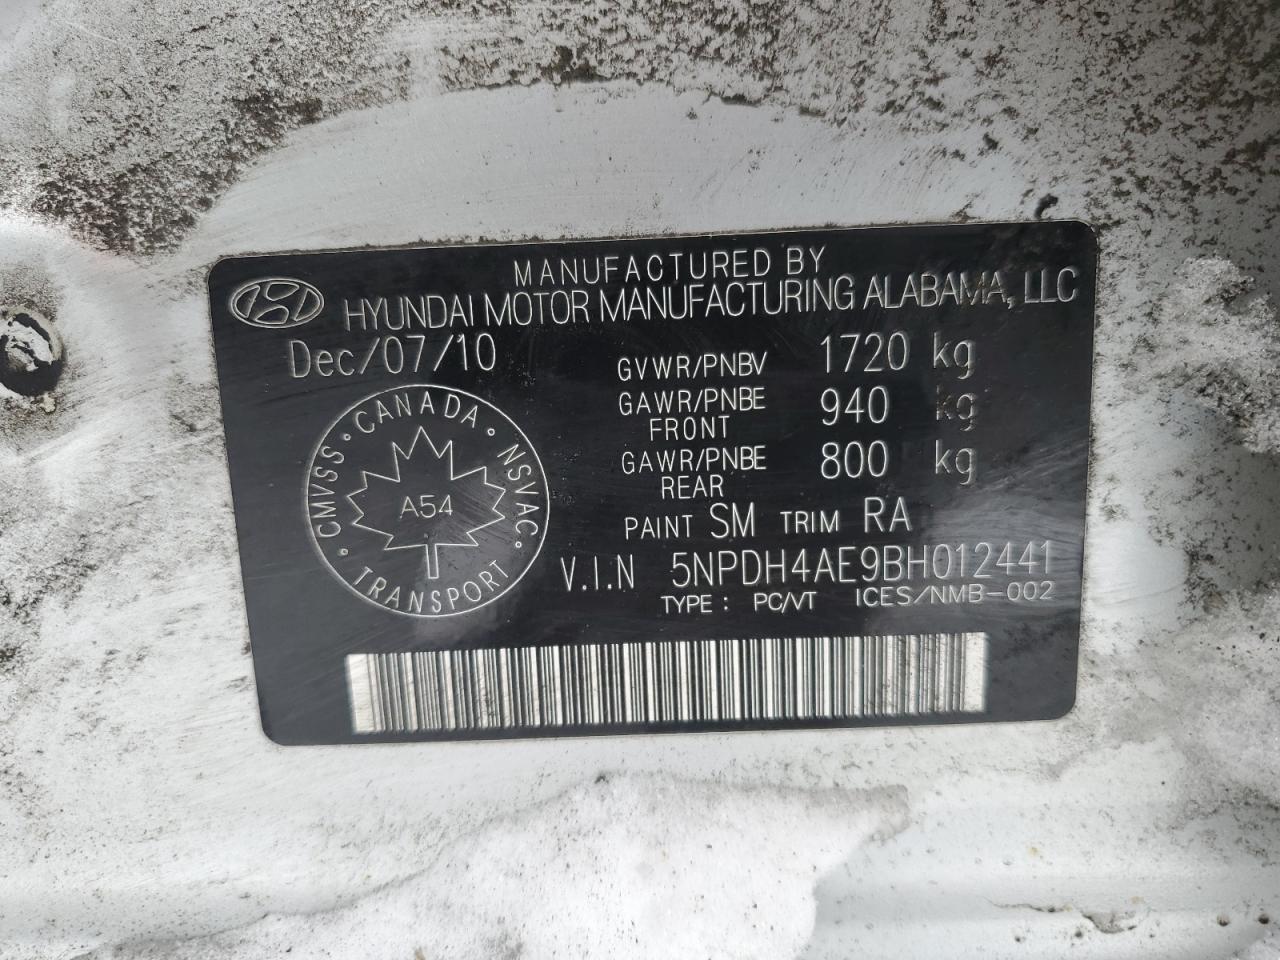 MANUFACTURED BY
HYUNDAI MOTOR MANUFACTURING ALABAMA, LLC
Dec/07/10
GVWR/PNBV 1720 kg
GAWR/PNBE FRONT 940 kg
GAWR/PNBE REAR 800 kg
PAINT SM TRIM RA
V.I.N 5NPDH4AE9BH012441
TYPE : PC/VT ICES/NMB-002
CMVSS • CANADA • NSVAC •
TRANSPORT •
A54